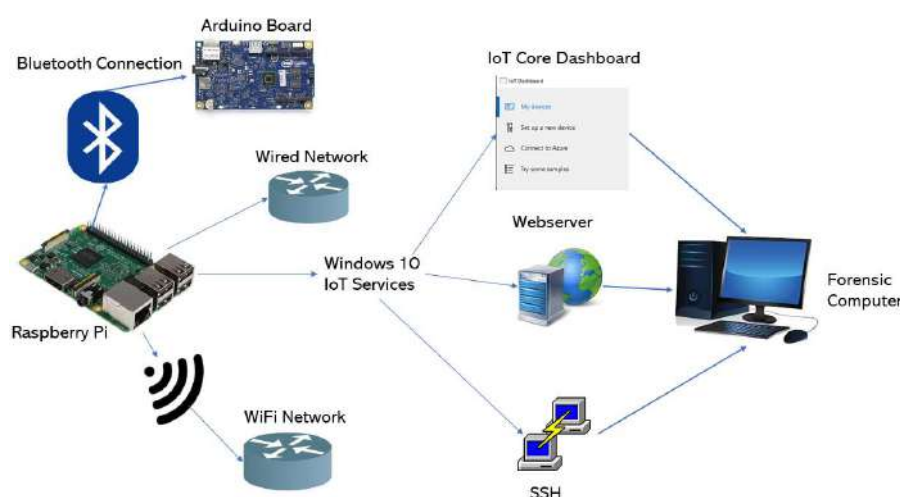 Arduino Board
Bluetooth Connection
IoT Core Dashboard
IoT Dashboard
My devices
Set up a new device
Connect to Azure
Try some samples
Wired Network
Webserver
Windows 10
IoT Services
Forensic
Computer
Raspberry Pi
WiFi Network
SSH